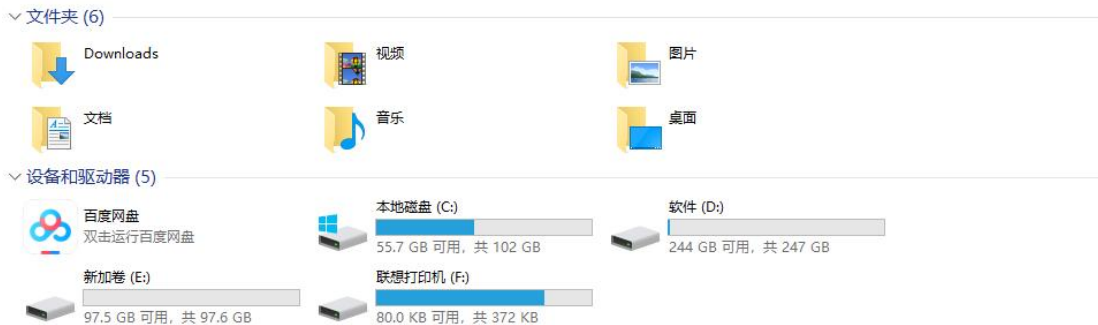 文件夹 (6)
Downloads
视频
图片
文档
音乐
桌面
设备和驱动器 (5)
百度网盘
双击运行百度网盘
本地磁盘 (C:)
55.7 GB 可用，共 102 GB
软件 (D:)
244 GB 可用，共 247 GB
新加卷 (E:)
97.5 GB 可用，共 97.6 GB
联想打印机 (F:)
80.0 KB 可用，共 372 KB